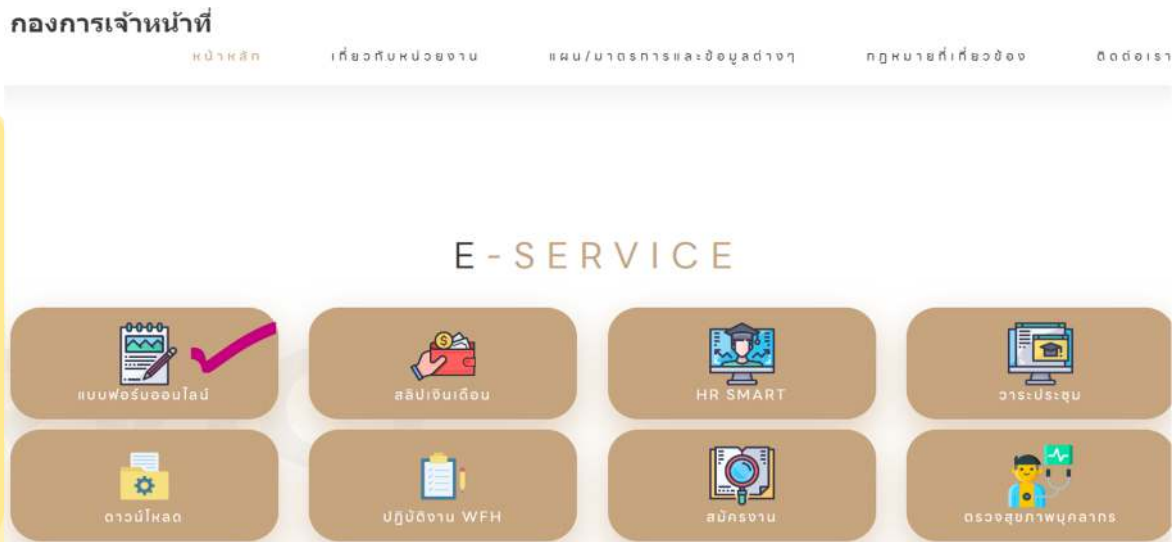 กองการเจ้าหน้าที่
หน้าหลัก เกี่ยวกับหน่วยงาน แผน/มาตรการและข้อมูลต่างๆ กฎหมายที่เกี่ยวข้อง ติดต่อเรา
E-SERVICE
แบบฟอร์มออนไลน์ สลิปเงินเดือน HR SMART วาระประชุม
ดาวน์โหลด ปฏิบัติงาน WFH สมัครงาน ตรวจสุขภาพบุคลากร